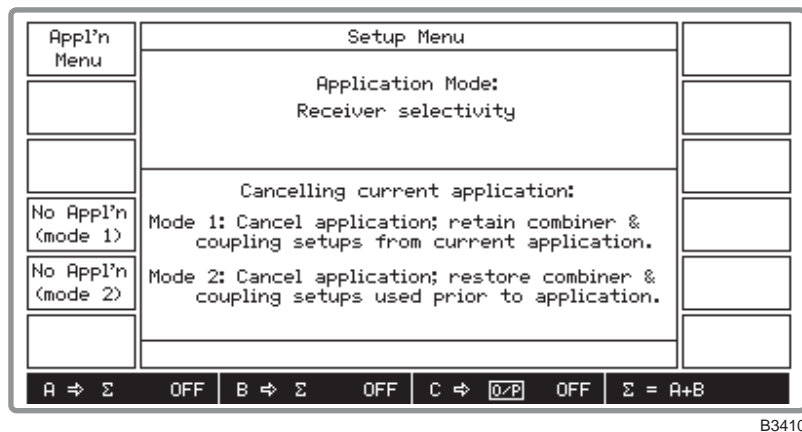 Appl'n
Menu
Setup Menu
Application Mode:
Receiver selectivity
Cancelling current application:
No Appl'n
(mode 1)
Mode 1: Cancel application; retain combiner &
coupling setups from current application.
No Appl'n
(mode 2)
Mode 2: Cancel application; restore combiner &
coupling setups used prior to application.
A ⇨ Σ OFF B ⇨ Σ OFF C ⇨ O/P OFF Σ = A+B
B3410